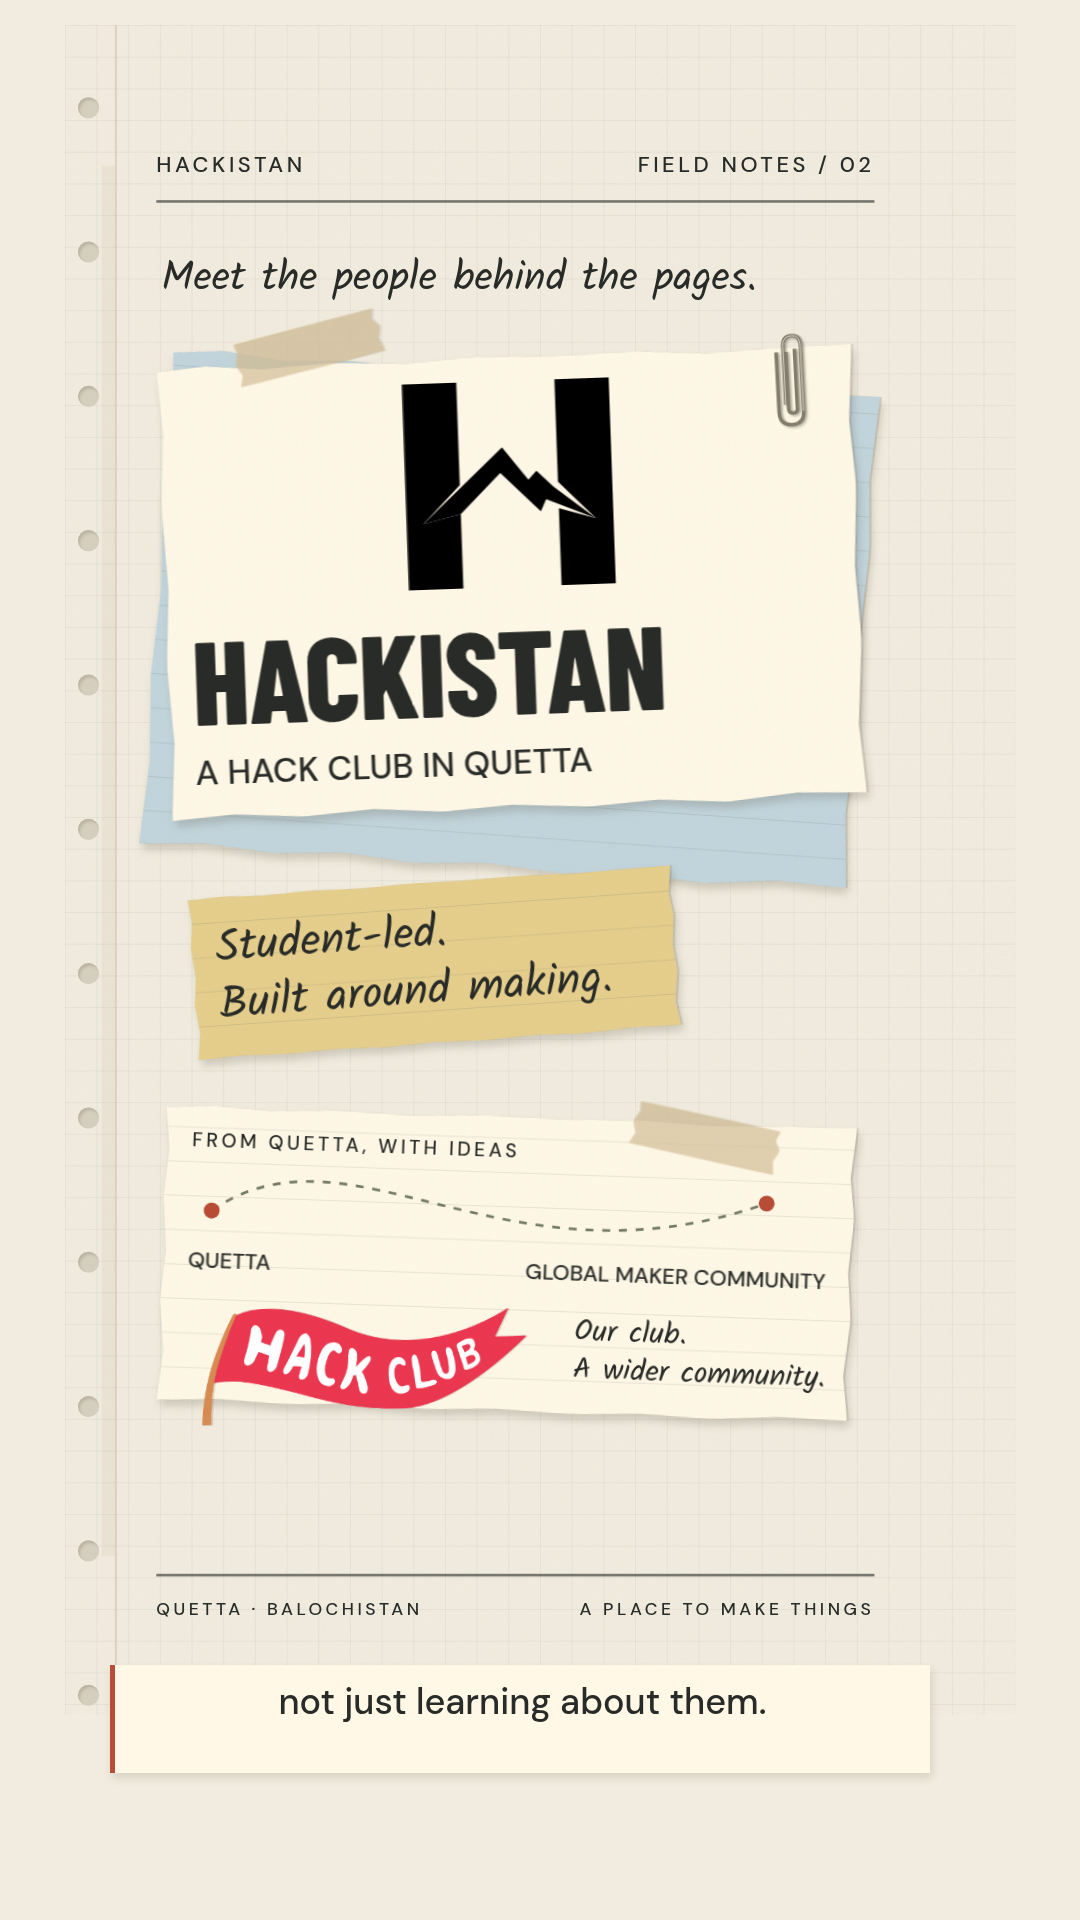 HACKISTAN
FIELD NOTES / 02
Meet the people behind the pages.
H
HACKISTAN
A HACK CLUB IN QUETTA
Student-led.
Built around making.
FROM QUETTA, WITH IDEAS
QUETTA
GLOBAL MAKER COMMUNITY
HACK CLUB
Our club.
A wider community.
QUETTA · BALOCHISTAN
A PLACE TO MAKE THINGS
not just learning about them.